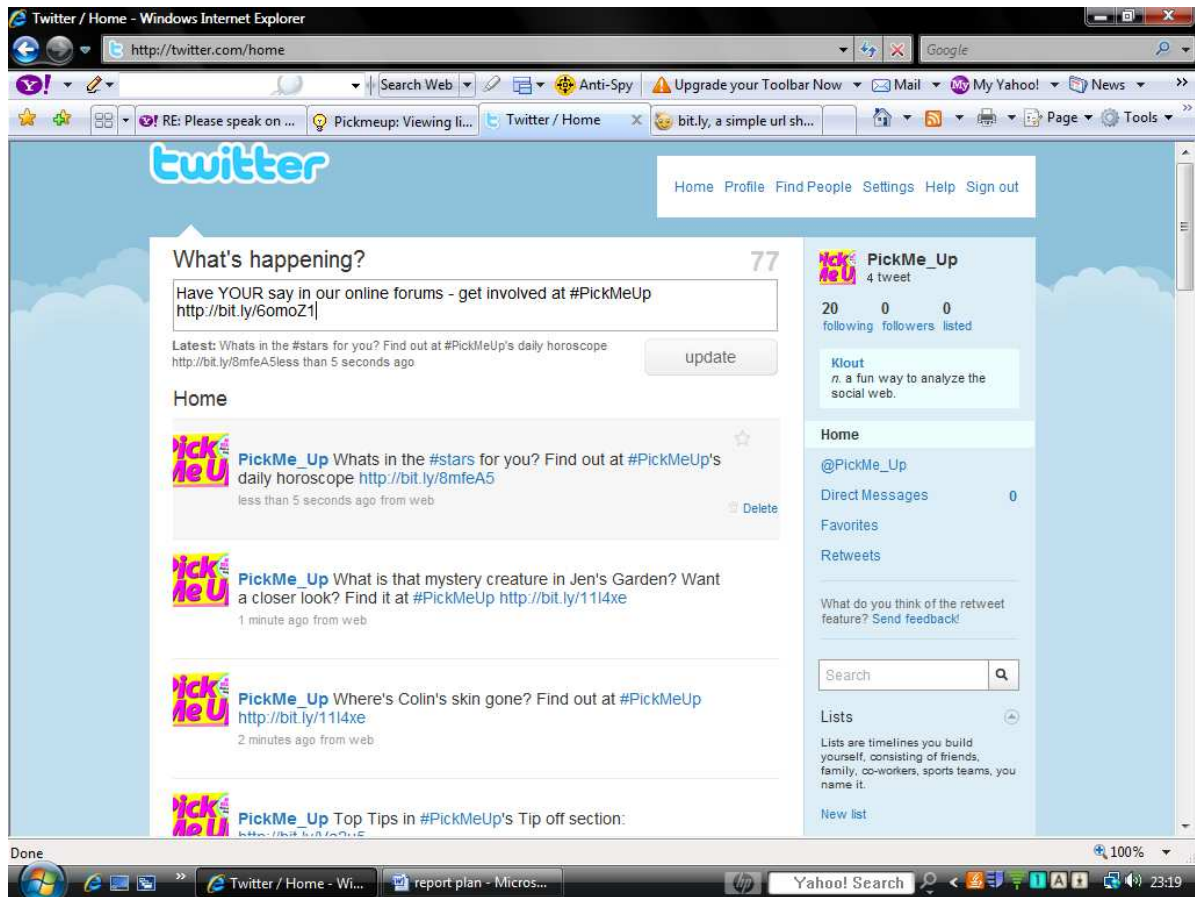 Twitter / Home - Windows Internet Explorer
http://twitter.com/home
Google
Search Web
Anti-Spy
Upgrade your Toolbar Now
Mail
My Yahoo!
News
RE: Please speak on ...
Pickmeup: Viewing li...
Twitter / Home
bit.ly, a simple url sh...
Page
Tools
twitter
Home Profile Find People Settings Help Sign out
What's happening?
77
Have YOUR say in our online forums - get involved at #PickMeUp
http://bit.ly/6omoZ1
Latest: Whats in the #stars for you? Find out at #PickMeUp's daily horoscope
http://bit.ly/8mfeA5less than 5 seconds ago
update
Home
PickMe_Up Whats in the #stars for you? Find out at #PickMeUp's
daily horoscope http://bit.ly/8mfeA5
less than 5 seconds ago from web
Delete
PickMe_Up What is that mystery creature in Jen's Garden? Want
a closer look? Find it at #PickMeUp http://bit.ly/11l4xe
1 minute ago from web
PickMe_Up Where's Colin's skin gone? Find out at #PickMeUp
http://bit.ly/11l4xe
2 minutes ago from web
PickMe_Up Top Tips in #PickMeUp's Tip off section:
PickMe_Up
4 tweet
20 0 0
following followers listed
Klout
n. a fun way to analyze the
social web.
Home
@PickMe_Up
Direct Messages 0
Favorites
Retweets
What do you think of the retweet
feature? Send feedback!
Search
Lists
Lists are timelines you build
yourself, consisting of friends,
family, co-workers, sports teams, you
name it.
New list
Done
100%
Twitter / Home - Wi...
report plan - Micros...
Yahoo! Search
23:19